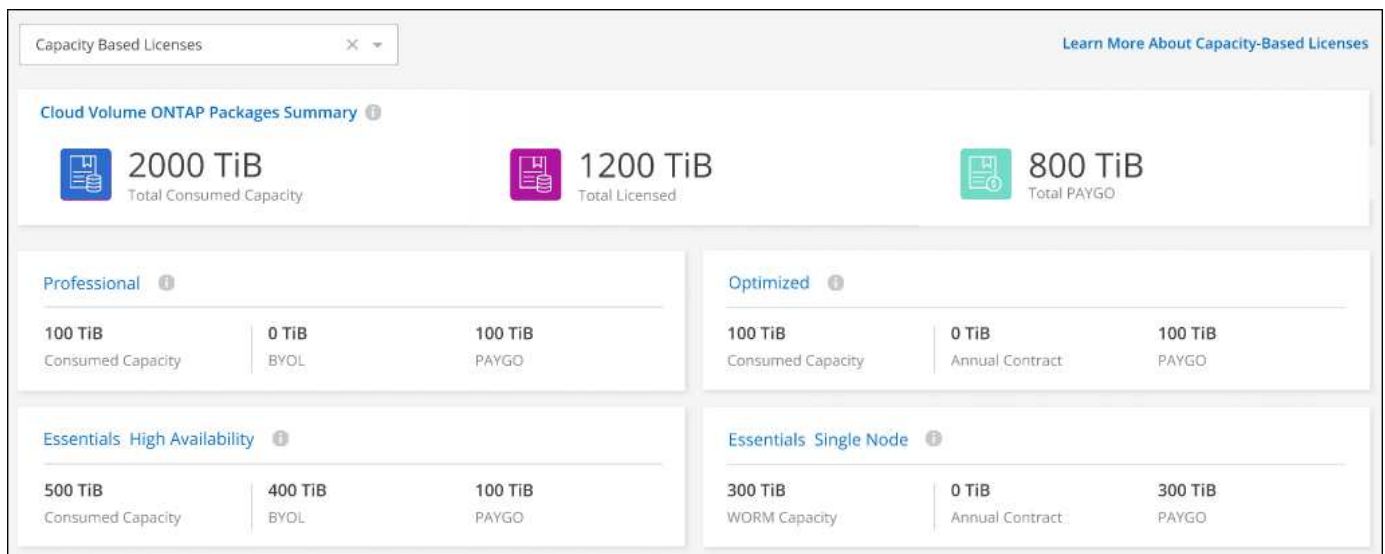 Capacity Based Licenses
Learn More About Capacity-Based Licenses
Cloud Volume ONTAP Packages Summary
2000 TiB
Total Consumed Capacity
1200 TiB
Total Licensed
800 TiB
Total PAYGO
Professional
100 TiB
Consumed Capacity
0 TiB
BYOL
100 TiB
PAYGO
Optimized
100 TiB
Consumed Capacity
0 TiB
Annual Contract
100 TiB
PAYGO
Essentials High Availability
500 TiB
Consumed Capacity
400 TiB
BYOL
100 TiB
PAYGO
Essentials Single Node
300 TiB
WORM Capacity
0 TiB
Annual Contract
300 TiB
PAYGO